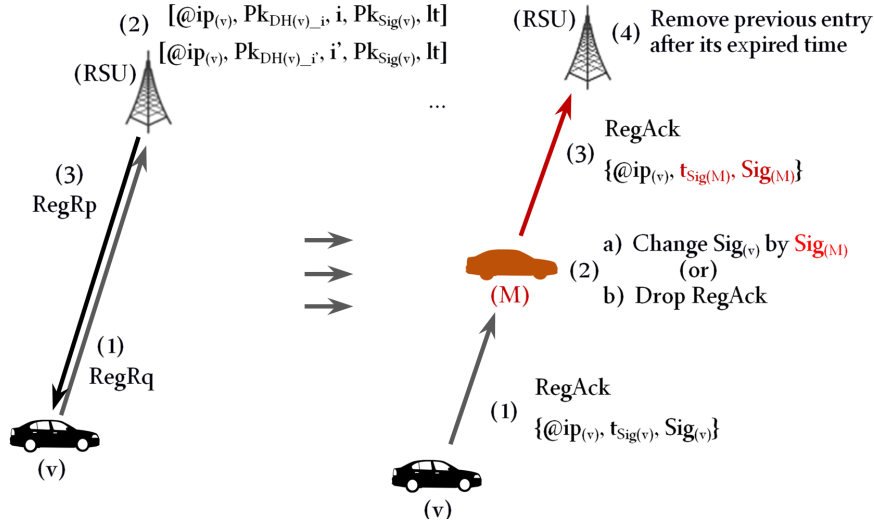 (2) [@ip(v), PkDH(v)_i, i, PkSig(v), lt]
[@ip(v), PkDH(v)_i', i', PkSig(v), lt]
(RSU)
(3)
RegRp
(1)
RegRq
(v)
...
(RSU)
(4) Remove previous entry
after its expired time
RegAck
(3)
{@ip(v), tSig(M), Sig(M)}
(2)
a) Change Sig(v) by Sig(M)
(or)
b) Drop RegAck
(M)
RegAck
(1)
{@ip(v), tSig(v), Sig(v)}
(v)